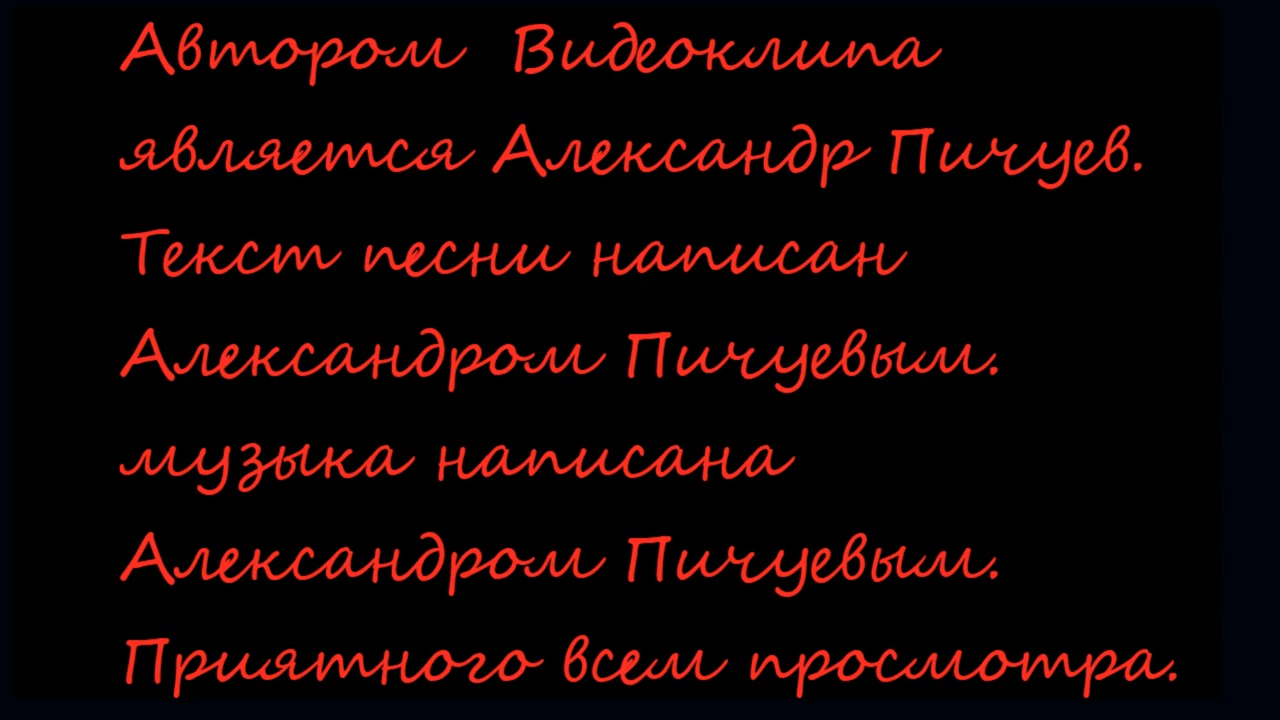 Автором Видеоклипа
является Александр Пичуев.
Текст песни написан
Александром Пичуевым.
музыка написана
Александром Пичуевым.
Приятного всем просмотра.